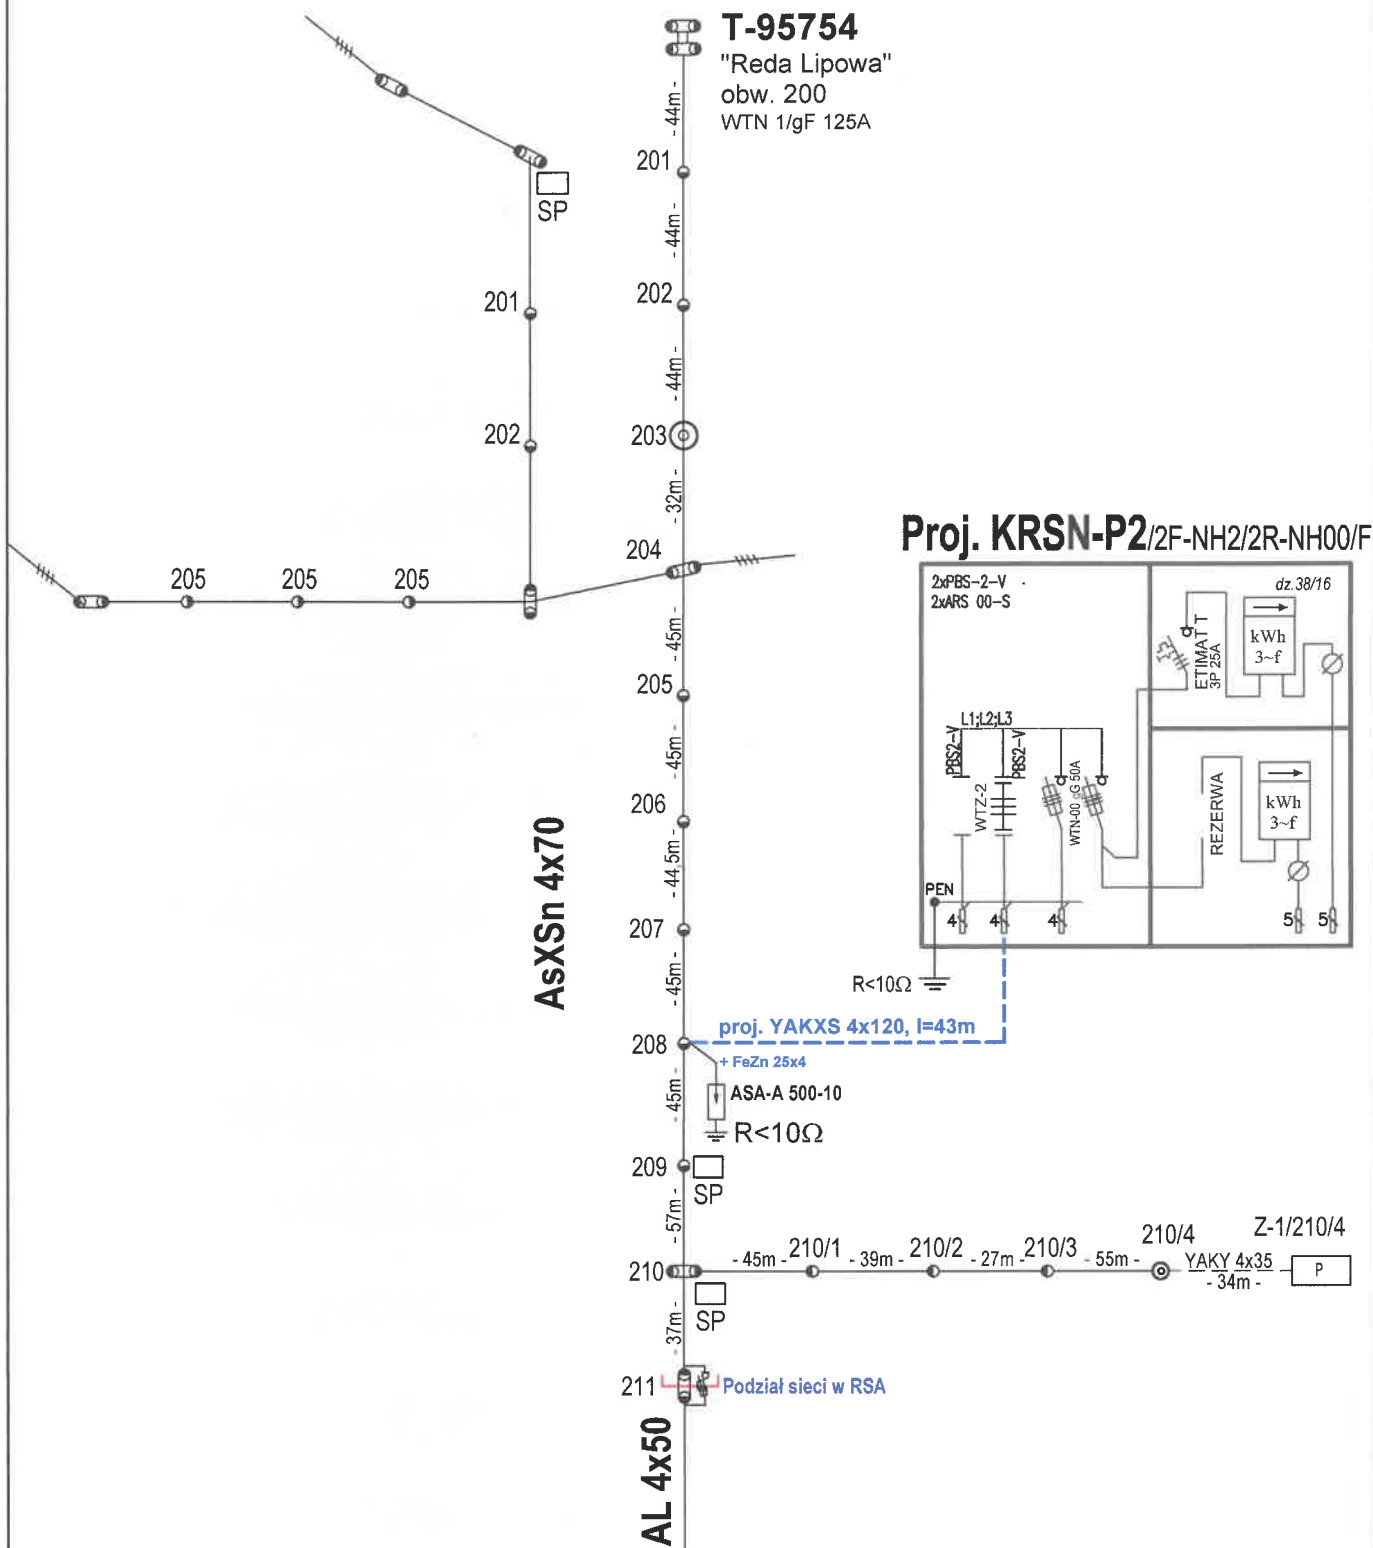 T-95754
"Reda Lipowa"
obw. 200
WTN 1/gF 125A
- 44m -
201
SP
- 44m -
202
201
- 44m -
203
202
- 32m -
204
205
205
205
- 45m -
205
- 45m -
206
AsXSn 4x70
- 44.5m -
207
- 45m -
208
proj. YAKXS 4x120, l=43m
+ FeZn 25x4
ASA-A 500-10
R<10Ω
- 45m -
209
SP
- 57m -
210
SP
- 45m -
210/1
- 39m -
210/2
- 27m -
210/3
- 55m -
210/4
YAKY 4x35
- 34m -
Z-1/210/4
P
- 37m -
211
Podział sieci w RSA
AL 4x50
Proj. KRSN-P2/2F-NH2/2R-NH00/F
2xPBS-2-V
2xARS 00-S
dz.38/16
ETIMAT T
3P 25A
kWh
3~f
L1;L2;L3
PBS2-V
PBS2-V
WTZ-2
WTN-00 gG 50A
REZERWA
kWh
3~f
PEN
4
4
4
5
5
R<10Ω